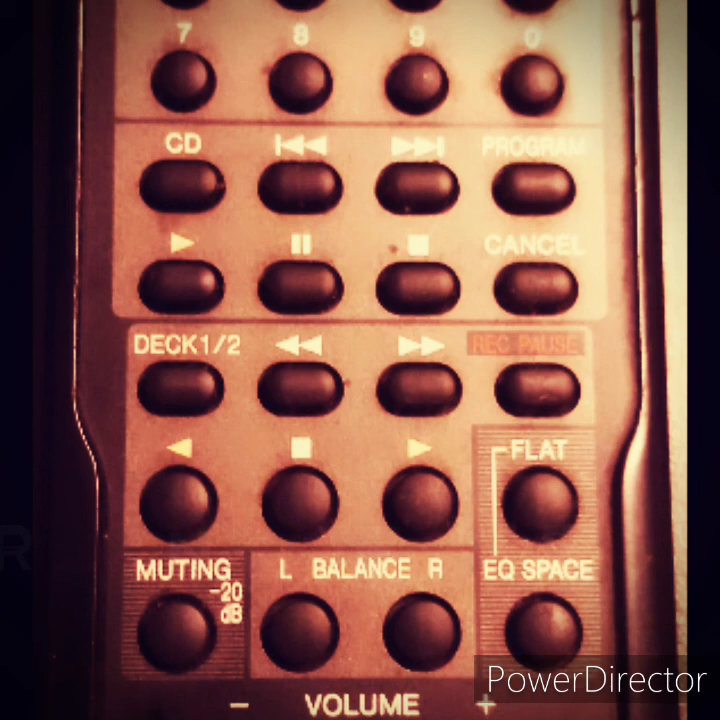 7 8 9 0
CD PROGRAM
CANCEL
DECK1/2 REC PAUSE
FLAT
MUTING L BALANCE R EQ SPACE
-20
dB
PowerDirector
- VOLUME +